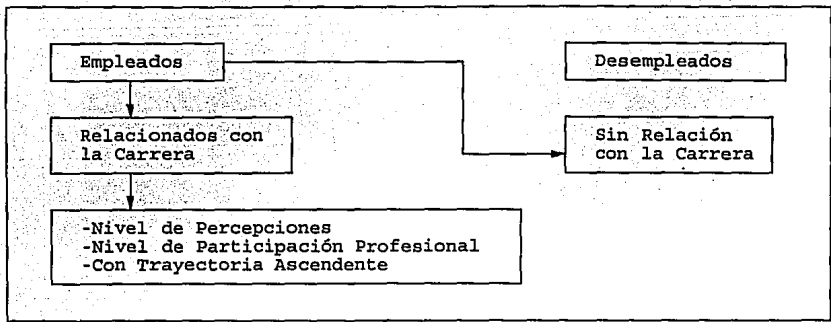 Empleados
Desempleados
Relacionados con
la Carrera
Sin Relación
con la Carrera
-Nivel de Percepciones
-Nivel de Participación Profesional
-Con Trayectoria Ascendente